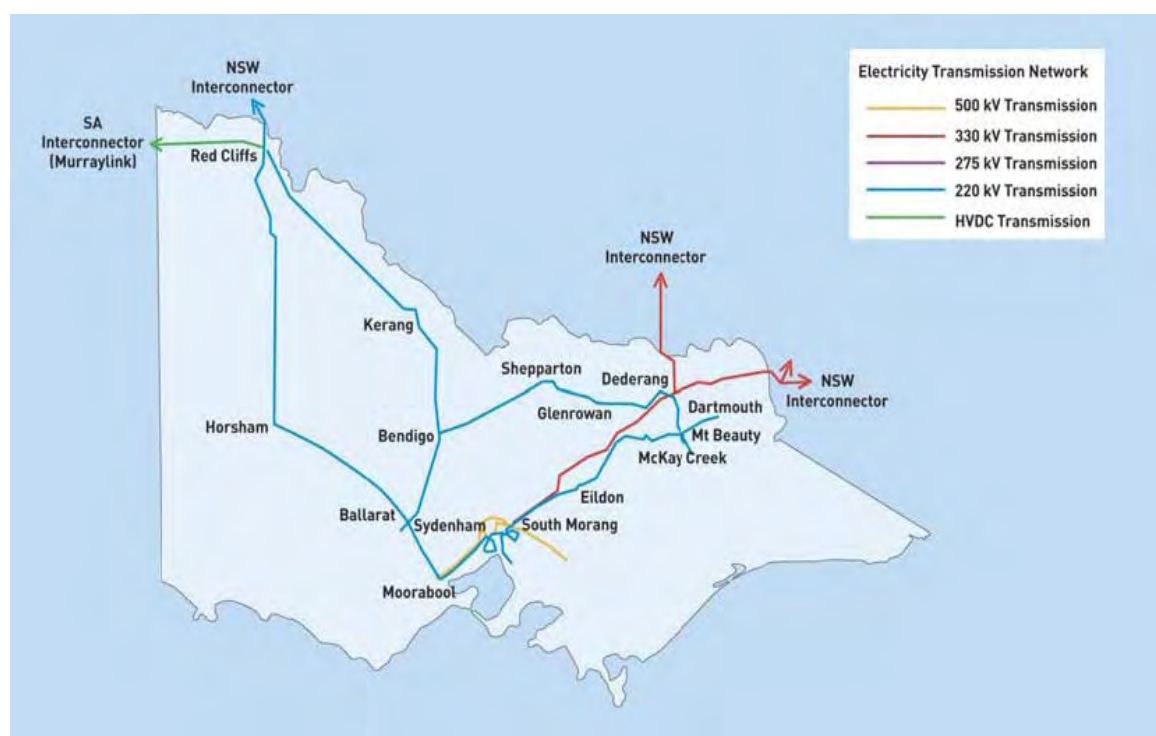 NSW
Interconnector
SA
Interconnector
(Murraylink)
Red Cliffs
Electricity Transmission Network
500 kV Transmission
330 kV Transmission
275 kV Transmission
220 kV Transmission
HVDC Transmission
NSW
Interconnector
Kerang
Shepparton
Dederang
NSW
Interconnector
Glenrowan
Dartmouth
Horsham
Bendigo
Mt Beauty
McKay Creek
Eildon
Ballarat
Sydenham
South Morang
Moorabool